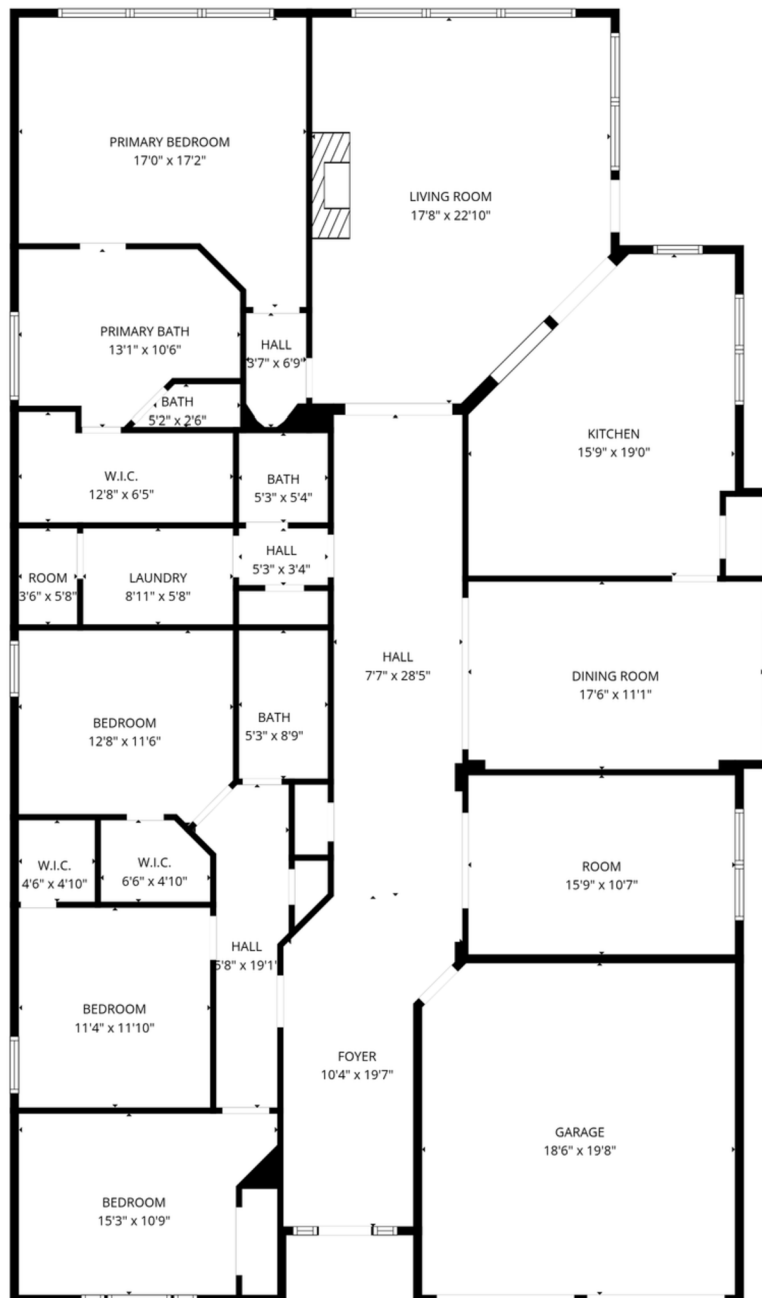 PRIMARY BEDROOM
17'0" x 17'2"
LIVING ROOM
17'8" x 22'10"
PRIMARY BATH
13'1" x 10'6"
HALL
3'7" x 6'9"
BATH
5'2" x 2'6"
KITCHEN
15'9" x 19'0"
W.I.C.
12'8" x 6'5"
BATH
5'3" x 5'4"
HALL
5'3" x 3'4"
ROOM
3'6" x 5'8"
LAUNDRY
8'11" x 5'8"
HALL
7'7" x 28'5"
DINING ROOM
17'6" x 11'1"
BEDROOM
12'8" x 11'6"
BATH
5'3" x 8'9"
W.I.C.
4'6" x 4'10"
W.I.C.
6'6" x 4'10"
ROOM
15'9" x 10'7"
HALL
5'8" x 19'1"
BEDROOM
11'4" x 11'10"
FOYER
10'4" x 19'7"
GARAGE
18'6" x 19'8"
BEDROOM
15'3" x 10'9"